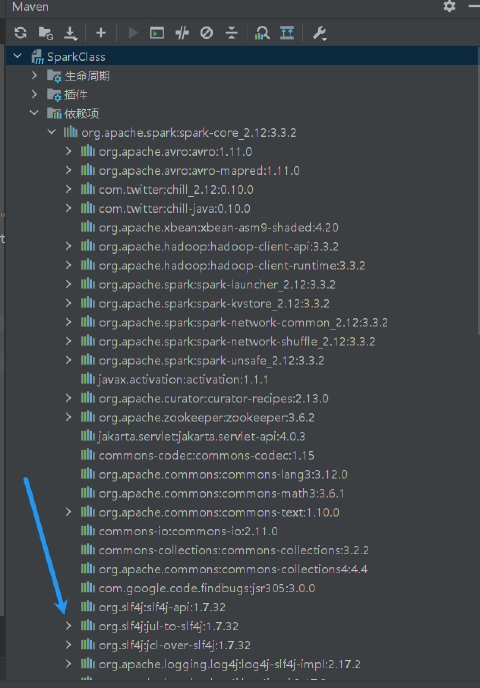 Maven
SparkClass
生命周期
插件
依赖项
org.apache.spark:spark-core_2.12:3.3.2
org.apache.avro:avro:1.11.0
org.apache.avro:avro-mapred:1.11.0
com.twitter:chill_2.12:0.10.0
com.twitter:chill-java:0.10.0
org.apache.xbean:xbean-asm9-shaded:4.20
org.apache.hadoop:hadoop-client-api:3.3.2
org.apache.hadoop:hadoop-client-runtime:3.3.2
org.apache.spark:spark-launcher_2.12:3.3.2
org.apache.spark:spark-kvstore_2.12:3.3.2
org.apache.spark:spark-network-common_2.12:3.3.2
org.apache.spark:spark-network-shuffle_2.12:3.3.2
org.apache.spark:spark-unsafe_2.12:3.3.2
javax.activation:activation:1.1.1
org.apache.curator:curator-recipes:2.13.0
org.apache.zookeeper:zookeeper:3.6.2
jakarta.servlet:jakarta.servlet-api:4.0.3
commons-codec:commons-codec:1.15
org.apache.commons:commons-lang3:3.12.0
org.apache.commons:commons-math3:3.6.1
org.apache.commons:commons-text:1.10.0
commons-io:commons-io:2.11.0
commons-collections:commons-collections:3.2.2
org.apache.commons:commons-collections4:4.4
com.google.code.findbugs:jsr305:3.0.0
org.slf4j:slf4j-api:1.7.32
org.slf4j:jul-to-slf4j:1.7.32
org.slf4j:jcl-over-slf4j:1.7.32
org.apache.logging.log4j:log4j-slf4j-impl:2.17.2